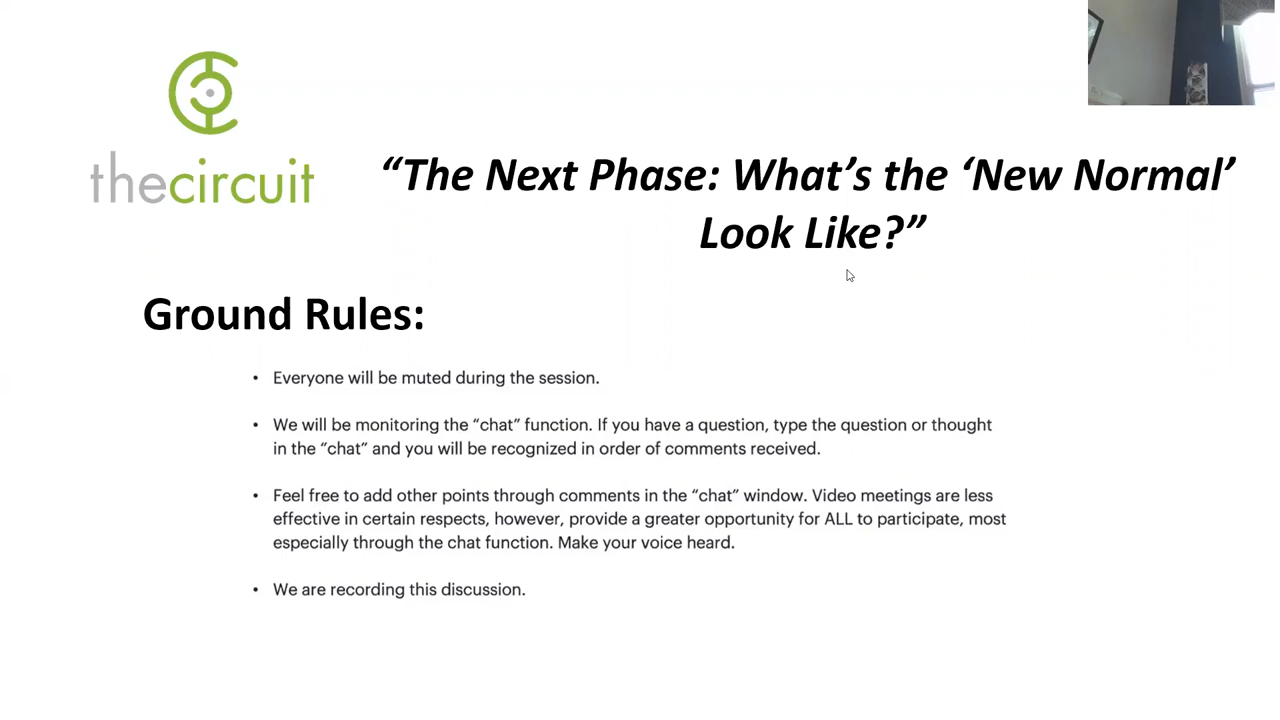 thecircuit
“The Next Phase: What’s the ‘New Normal’
Look Like?”
Ground Rules:
• Everyone will be muted during the session.
• We will be monitoring the “chat” function. If you have a question, type the question or thought
in the “chat” and you will be recognized in order of comments received.
• Feel free to add other points through comments in the “chat” window. Video meetings are less
effective in certain respects, however, provide a greater opportunity for ALL to participate, most
especially through the chat function. Make your voice heard.
• We are recording this discussion.